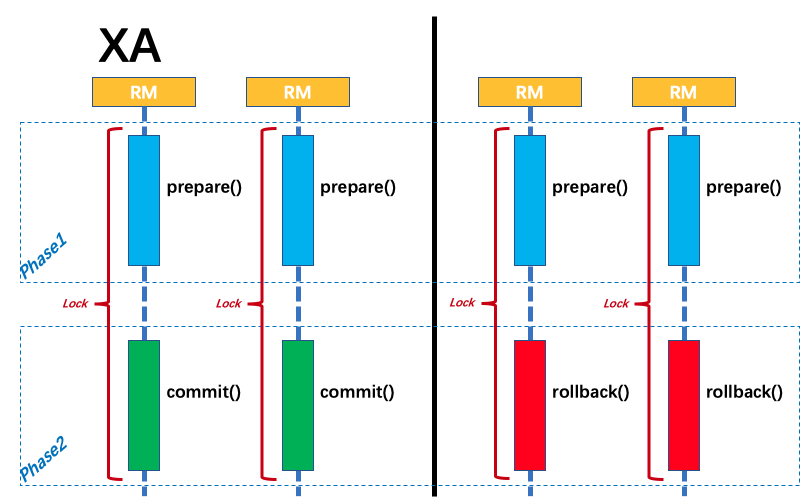 XA
RM RM RM RM
prepare() prepare() prepare() prepare()
Phase1
Lock Lock Lock Lock
commit() commit() rollback() rollback()
Phase2